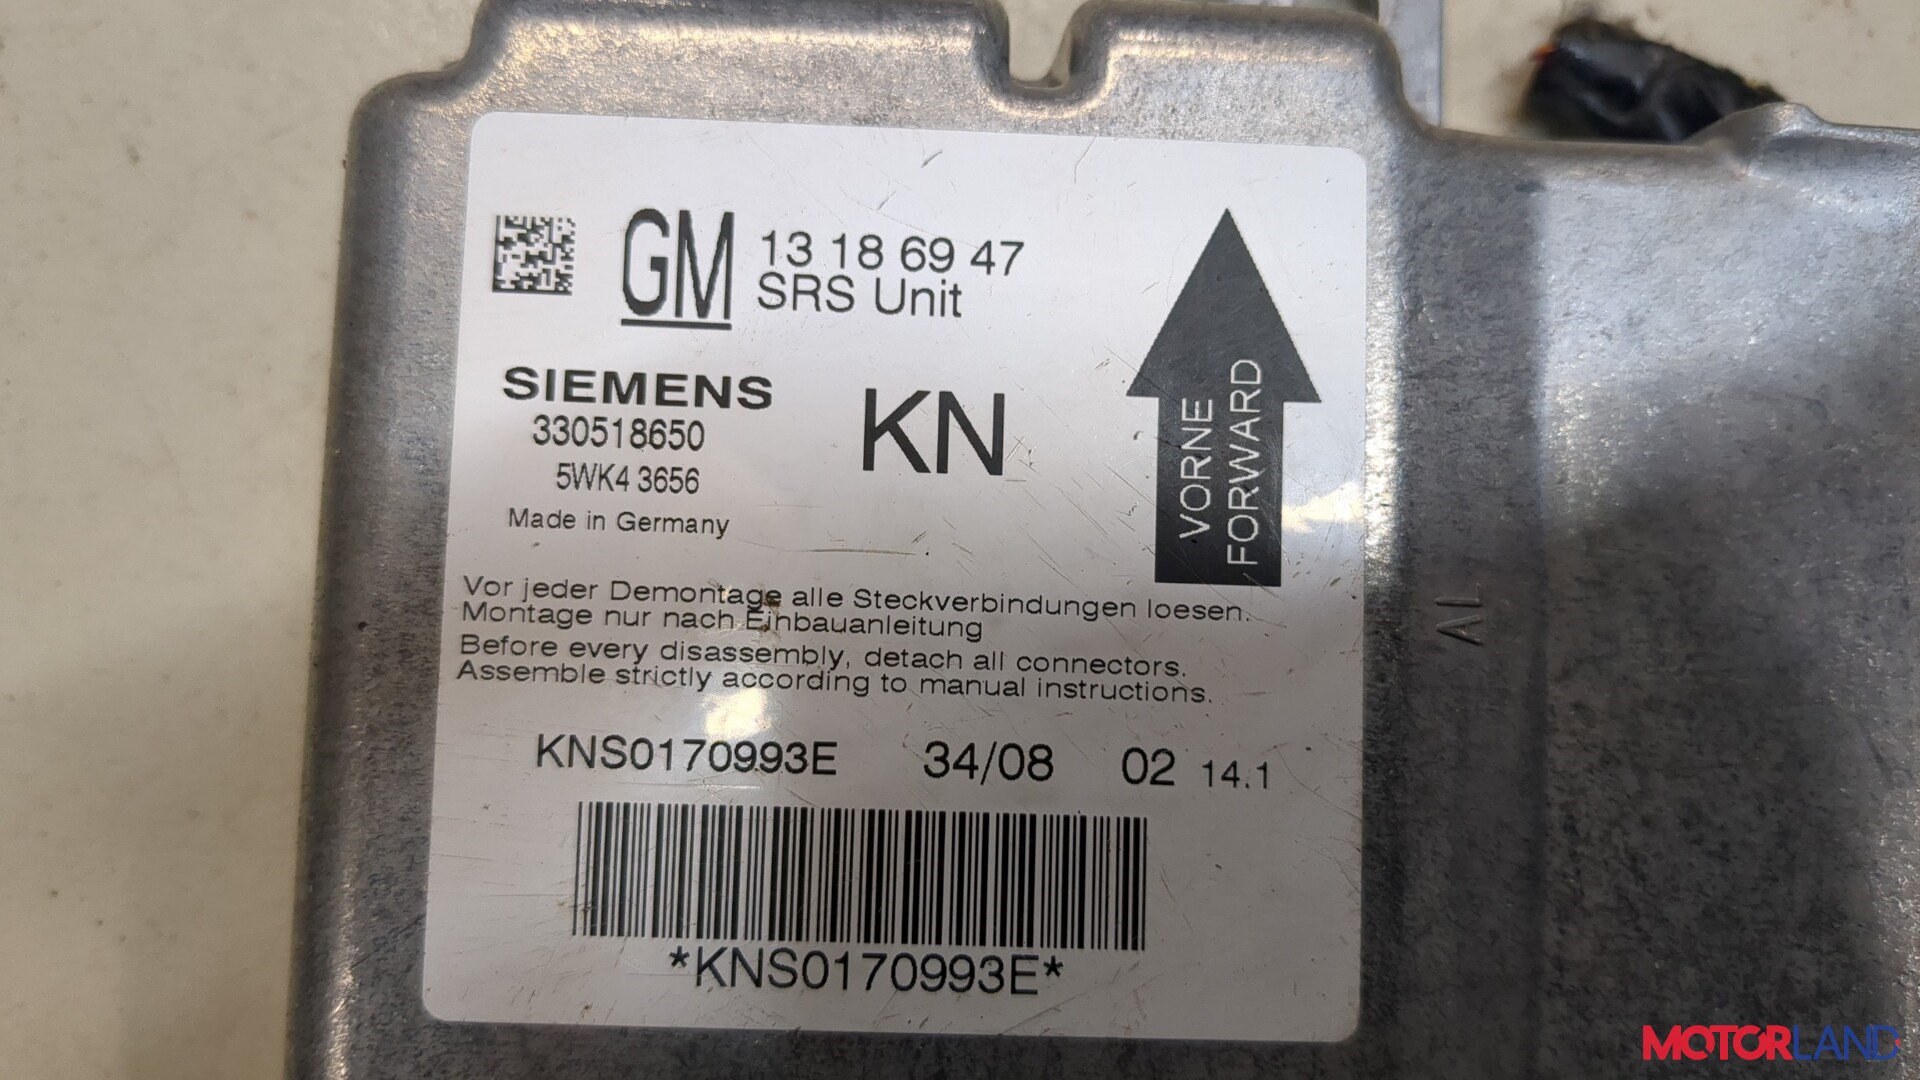 GM 13 18 69 47
SRS Unit
SIEMENS
330518650
5WK4 3656
Made in Germany
KN
VORNE
FORWARD
Vor jeder Demontage alle Steckverbindungen loesen.
Montage nur nach Einbauanleitung
Before every disassembly, detach all connectors.
Assemble strictly according to manual instructions.
KNS0170993E 34/08 02 14.1
*KNS0170993E*
AL
MOTORLAND